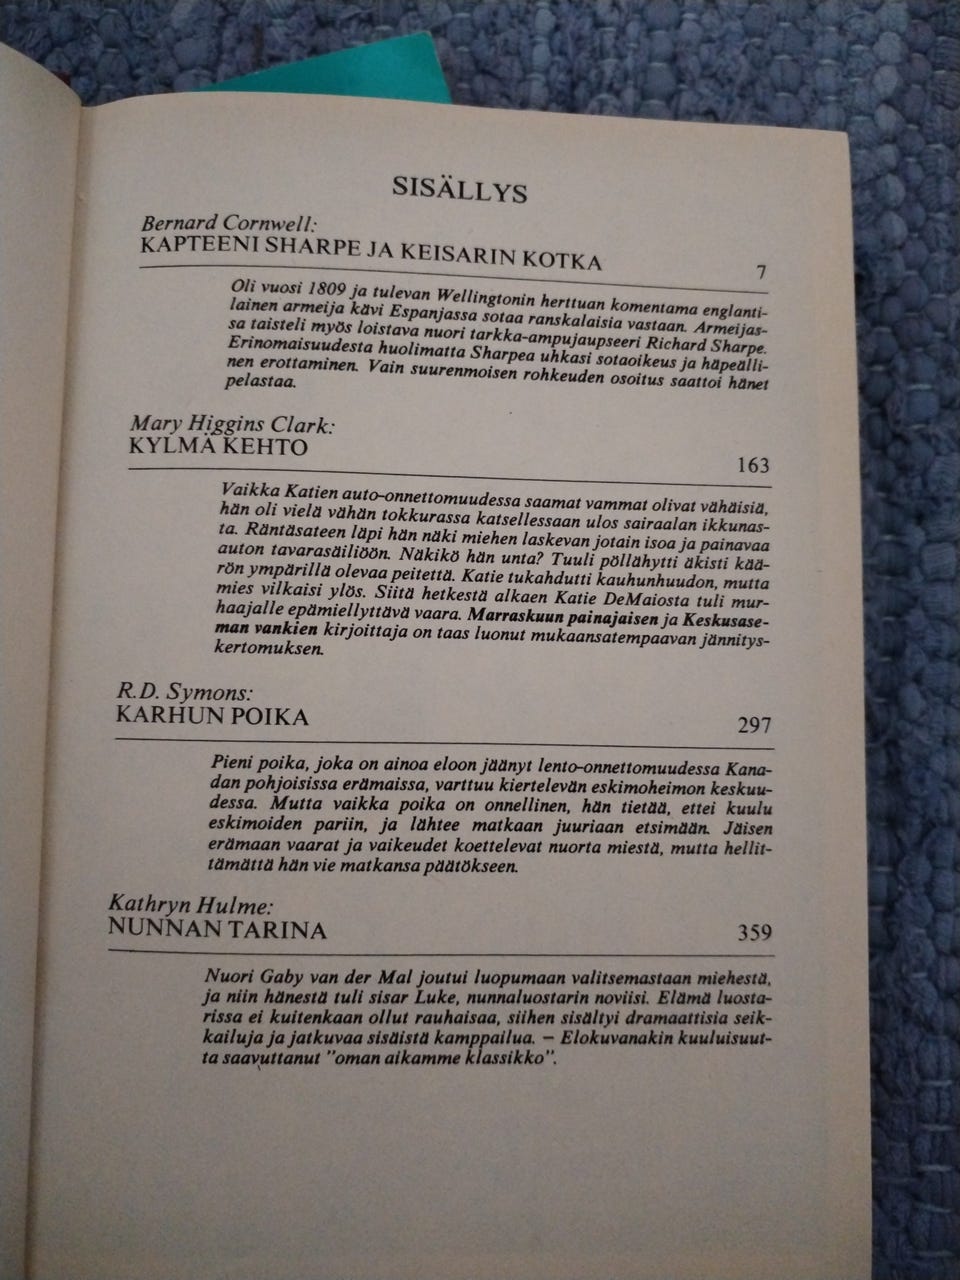 SISÄLLYS
Bernard Cornwell:
KAPTEENI SHARPE JA KEISARIN KOTKA 7
Oli vuosi 1809 ja tulevan Wellingtonin herttuan komentama englanti-
lainen armeija kävi Espanjassa sotaa ranskalaisia vastaan. Armeijas-
sa taisteli myös loistava nuori tarkka-ampujaupseeri Richard Sharpe.
Erinomaisuudesta huolimatta Sharpea uhkasi sotaoikeus ja häpeälli-
nen erottaminen. Vain suurenmoisen rohkeuden osoitus saattoi hänet
pelastaa.
Mary Higgins Clark:
KYLMÄ KEHTO 163
Vaikka Katien auto-onnettomuudessa saamat vammat olivat vähäisiä,
hän oli vielä vähän tokkurassa katsellessaan ulos sairaalan ikkunas-
ta. Räntäsateen läpi hän näki miehen laskevan jotain isoa ja painavaa
auton tavarasäiliöön. Näkikö hän unta? Tuuli pöllähytti äkisti kää-
rön ympärillä olevaa peitettä. Katie tukahdutti kauhunhuudon, mutta
mies vilkaisi ylös. Siitä hetkestä alkaen Katie DeMaiosta tuli mur-
haajalle epämiellyttävä vaara. Marraskuun painajaisen ja Keskusase-
man vankien kirjoittaja on taas luonut mukaansatempaavan jännitys-
kertomuksen.
R.D. Symons:
KARHUN POIKA 297
Pieni poika, joka on ainoa eloon jäänyt lento-onnettomuudessa Kana-
dan pohjoisissa erämaissa, varttuu kiertelevän eskimoheimon keskuu-
dessa. Mutta vaikka poika on onnellinen, hän tietää, ettei kuulu
eskimoiden pariin, ja lähtee matkaan juuriaan etsimään. Jäisen
erämaan vaarat ja vaikeudet koettelevat nuorta miestä, mutta hellit-
tämättä hän vie matkansa päätökseen.
Kathryn Hulme:
NUNNAN TARINA 359
Nuori Gaby van der Mal joutui luopumaan valitsemastaan miehestä,
ja niin hänestä tuli sisar Luke, nunnaluostarin noviisi. Elämä luosta-
rissa ei kuitenkaan ollut rauhaisaa, siihen sisältyi dramaattisia seik-
kailuja ja jatkuvaa sisäistä kamppailua. — Elokuvanakin kuuluisuut-
ta saavuttanut "oman aikamme klassikko".